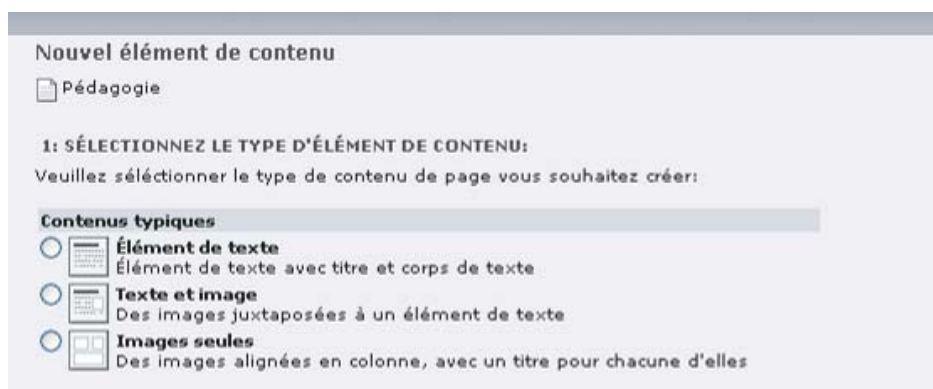 Nouvel élément de contenu
Pédagogie
1: SÉLECTIONNEZ LE TYPE D'ÉLÉMENT DE CONTENU:
Veuillez séléctionner le type de contenu de page vous souhaitez créer:
Contenus typiques
Élément de texte
Élément de texte avec titre et corps de texte
Texte et image
Des images juxtaposées à un élément de texte
Images seules
Des images alignées en colonne, avec un titre pour chacune d'elles